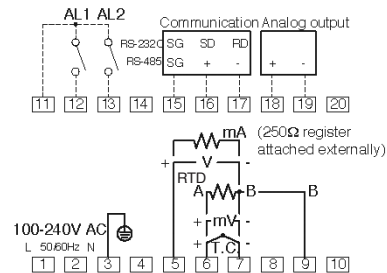 AL1 AL2
Communication Analog output
RS-232C SG SD RD
RS-485 SG + - + -
11 12 13 14 15 16 17 18 19 20
mA (250Ω register
attached externally)
+ V -
RTD
A B B
+ mV -
+ T.C. -
100-240V AC
L 50/60Hz N
1 2 3 4 5 6 7 8 9 10